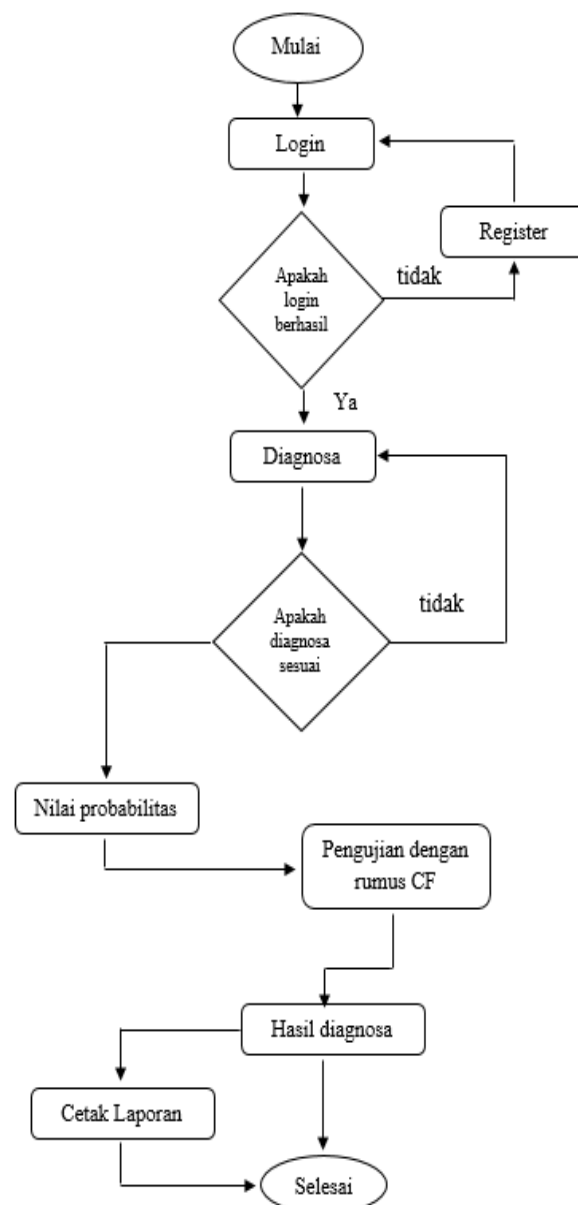 Mulai
Login
Register
Apakah
login
berhasil
tidak
Ya
Diagnosa
Apakah
diagnosa
sesuai
tidak
Nilai probabilitas
Pengujian dengan
rumus CF
Hasil diagnosa
Cetak Laporan
Selesai